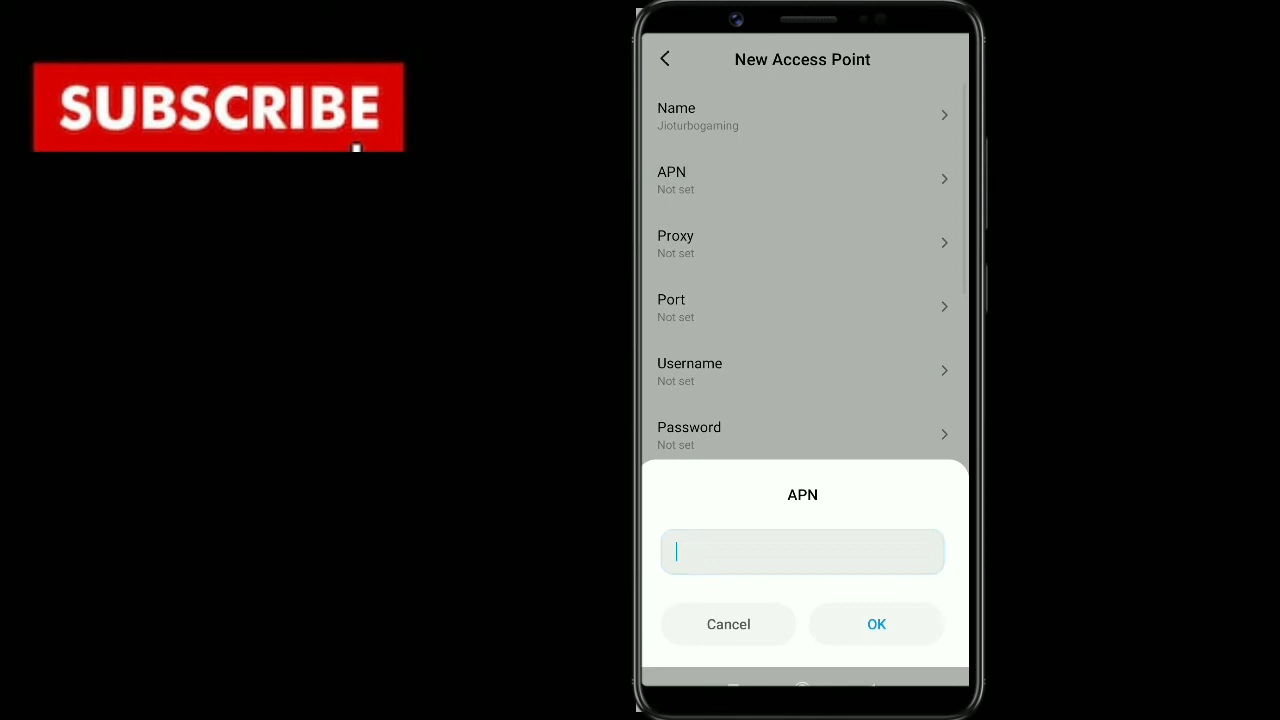 SUBSCRIBE
New Access Point
Name
Jioturbogaming
APN
Not set
Proxy
Not set
Port
Not set
Username
Not set
Password
Not set
APN
Cancel
OK